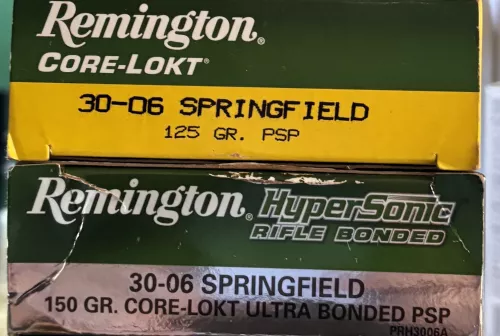 Remington®
CORE-LOKT®
30-06 SPRINGFIELD
125 GR. PSP
Remington® HyperSonic
RIFLE BONDED
30-06 SPRINGFIELD
150 GR. CORE-LOKT ULTRA BONDED PSP
PRH3006A